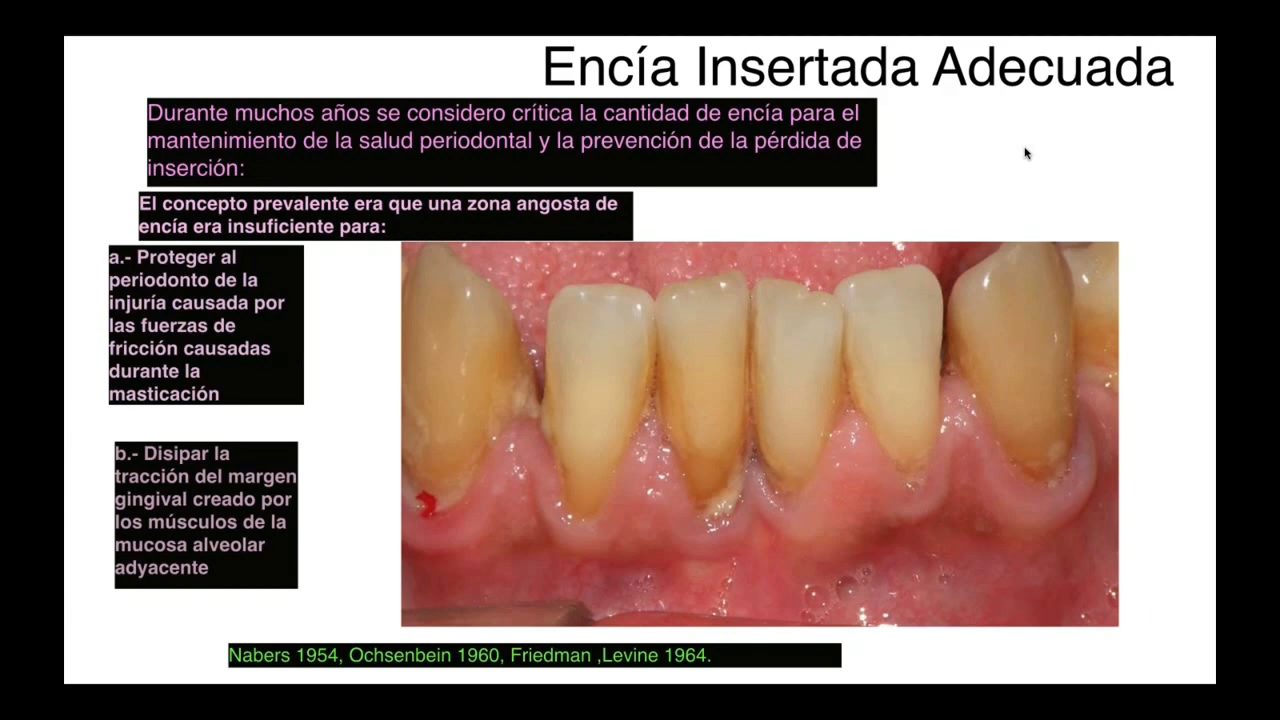 Encía Insertada Adecuada
Durante muchos años se considero crítica la cantidad de encía para el
mantenimiento de la salud periodontal y la prevención de la pérdida de
inserción:
El concepto prevalente era que una zona angosta de
encía era insuficiente para:
a.- Proteger al
periodonto de la
injuría causada por
las fuerzas de
fricción causadas
durante la
masticación
b.- Disipar la
tracción del margen
gingival creado por
los músculos de la
mucosa alveolar
adyacente
Nabers 1954, Ochsenbein 1960, Friedman ,Levine 1964.